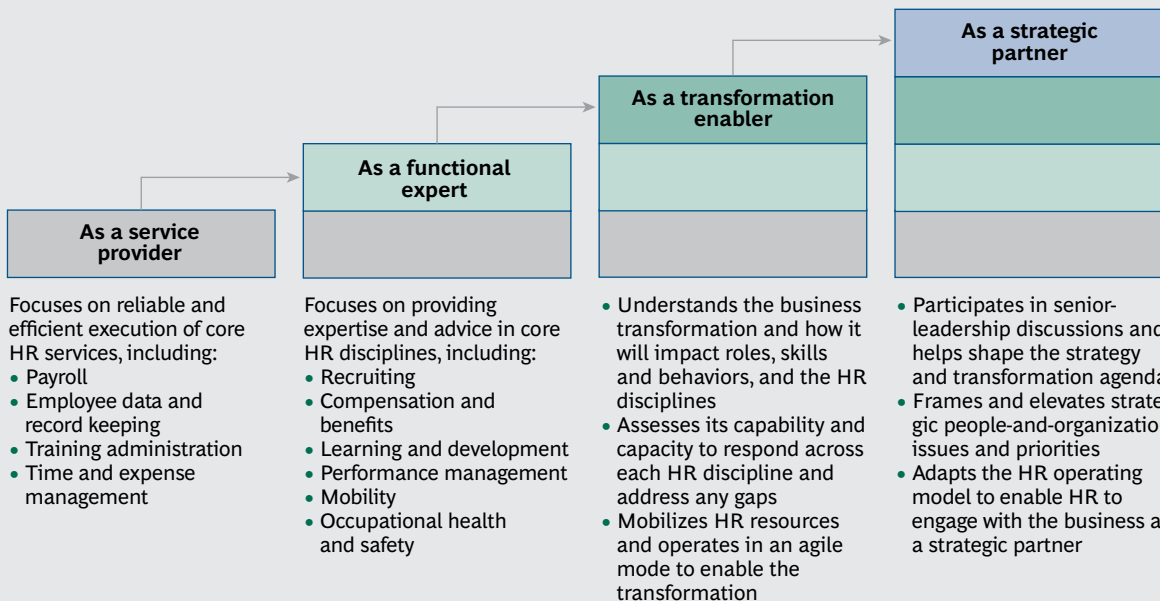 As a service
provider
Focuses on reliable and
efficient execution of core
HR services, including:
• Payroll
• Employee data and
record keeping
• Training administration
• Time and expense
management
As a functional
expert
Focuses on providing
expertise and advice in core
HR disciplines, including:
• Recruiting
• Compensation and
benefits
• Learning and development
• Performance management
• Mobility
• Occupational health
and safety
As a transformation
enabler
• Understands the business
transformation and how it
will impact roles, skills
and behaviors, and the HR
disciplines
• Assesses its capability and
capacity to respond across
each HR discipline and
address any gaps
• Mobilizes HR resources
and operates in an agile
mode to enable the
transformation
As a strategic
partner
• Participates in senior-
leadership discussions and
helps shape the strategy
and transformation agenda
• Frames and elevates strate
gic people-and-organizatio
issues and priorities
• Adapts the HR operating
model to enable HR to
engage with the business a
a strategic partner